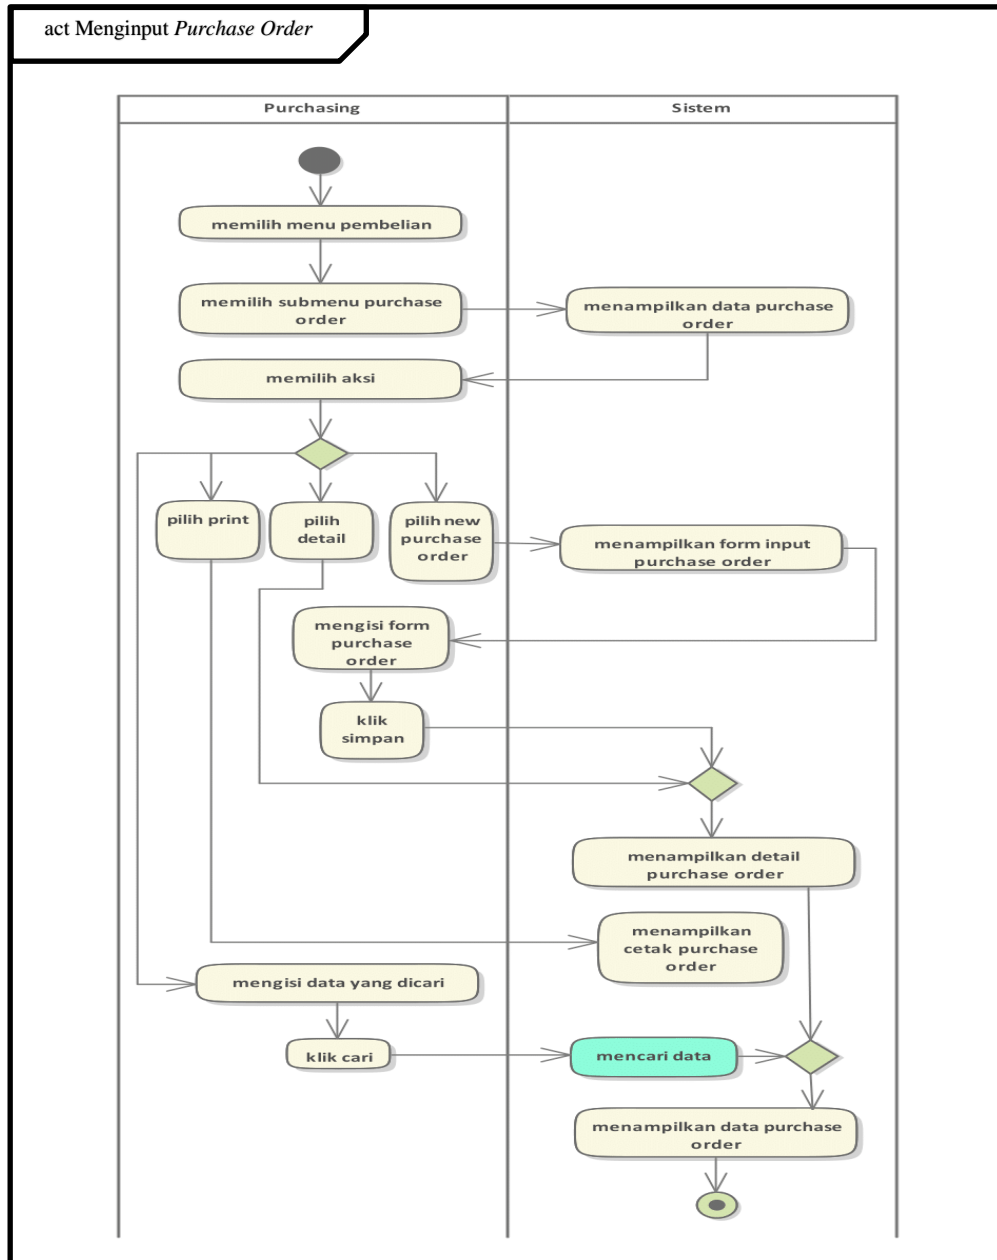 act Menginput Purchase Order
Purchasing
Sistem
memilih menu pembelian
memilih submenu purchase
order
menampilkan data purchase
order
memilih aksi
pilih print
pilih
detail
pilih new
purchase
order
menampilkan form input
purchase order
mengisi form
purchase
order
klik
simpan
menampilkan detail
purchase order
menampilkan
cetak purchase
order
mengisi data yang dicari
klik cari
mencari data
menampilkan data purchase
order